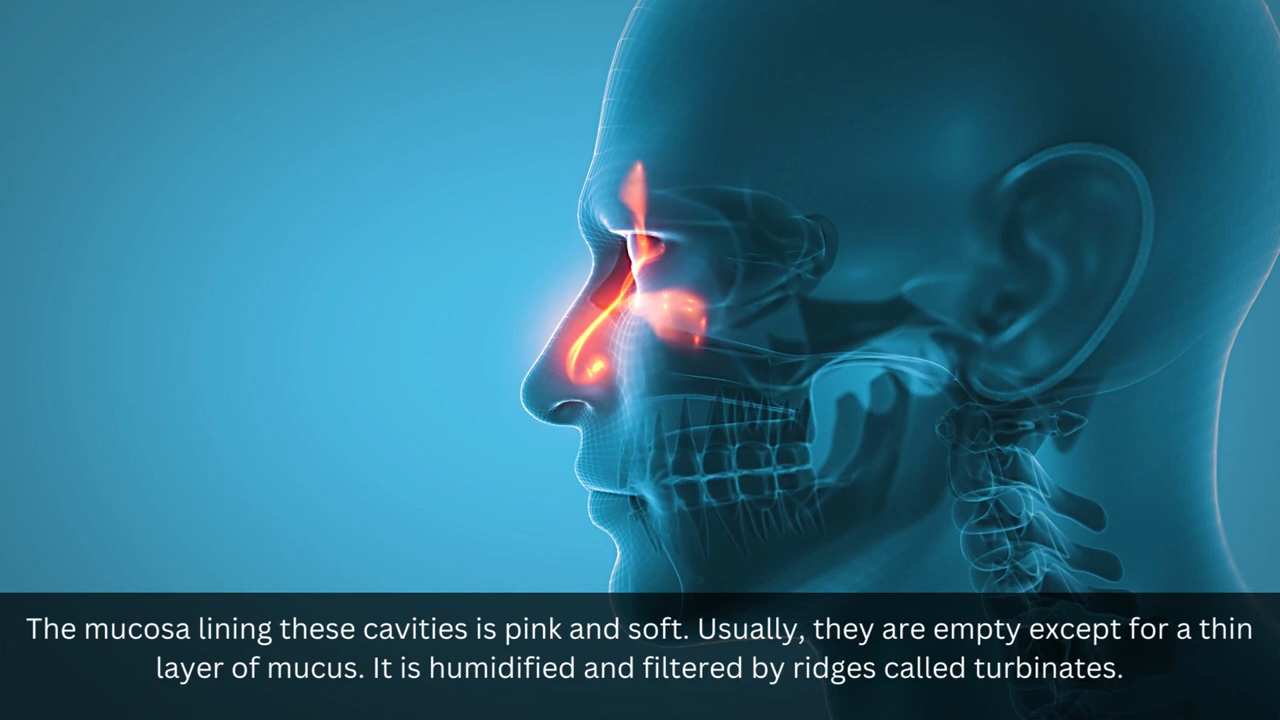 The mucosa lining these cavities is pink and soft. Usually, they are empty except for a thin
layer of mucus. It is humidified and filtered by ridges called turbinates.